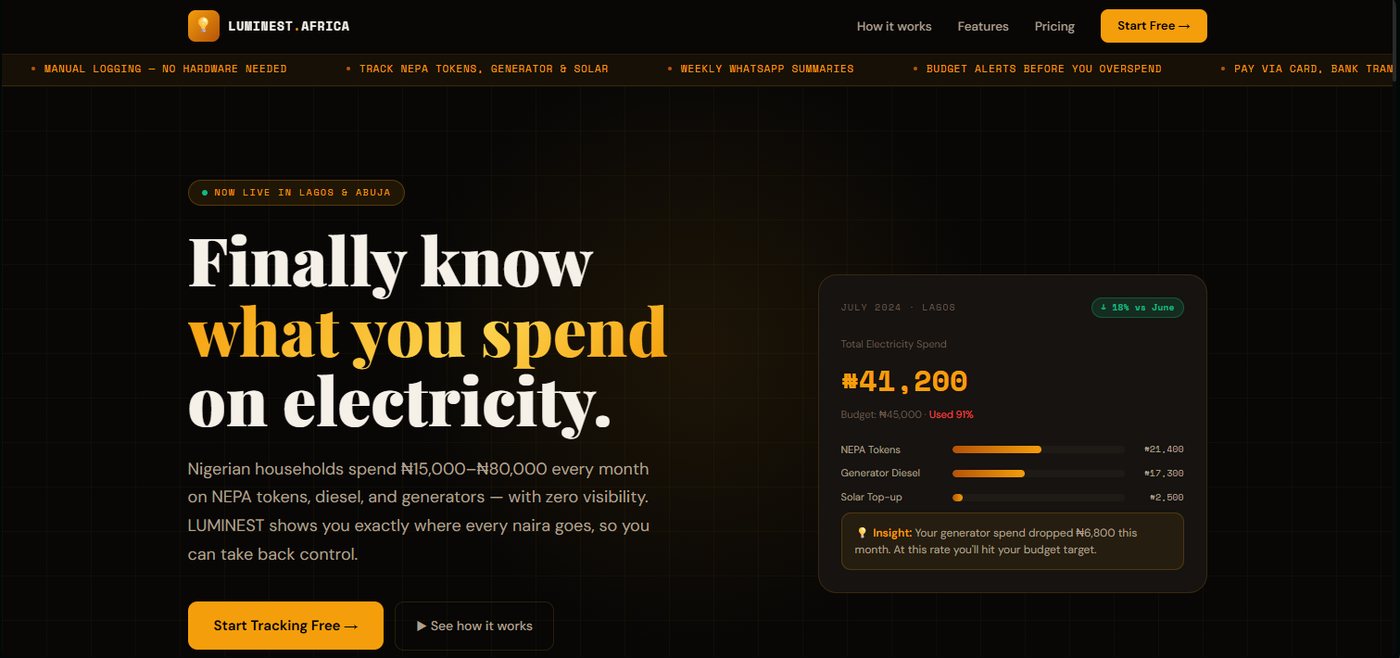 LUMINEST.AFRICA
How it works
Features
Pricing
Start Free →
• MANUAL LOGGING — NO HARDWARE NEEDED
• TRACK NEPA TOKENS, GENERATOR & SOLAR
• WEEKLY WHATSAPP SUMMARIES
• BUDGET ALERTS BEFORE YOU OVERSPEND
• PAY VIA CARD, BANK TRAN
NOW LIVE IN LAGOS & ABUJA
Finally know
what you spend
on electricity.
Nigerian households spend ₦15,000–₦80,000 every month
on NEPA tokens, diesel, and generators — with zero visibility.
LUMINEST shows you exactly where every naira goes, so you
can take back control.
Start Tracking Free →
▶ See how it works
JULY 2024 · LAGOS
↓ 18% vs June
Total Electricity Spend
₦41,200
Budget: ₦45,000 · Used 91%
NEPA Tokens ₦21,400
Generator Diesel ₦17,300
Solar Top-up ₦2,500
💡 Insight: Your generator spend dropped ₦6,800 this
month. At this rate you'll hit your budget target.